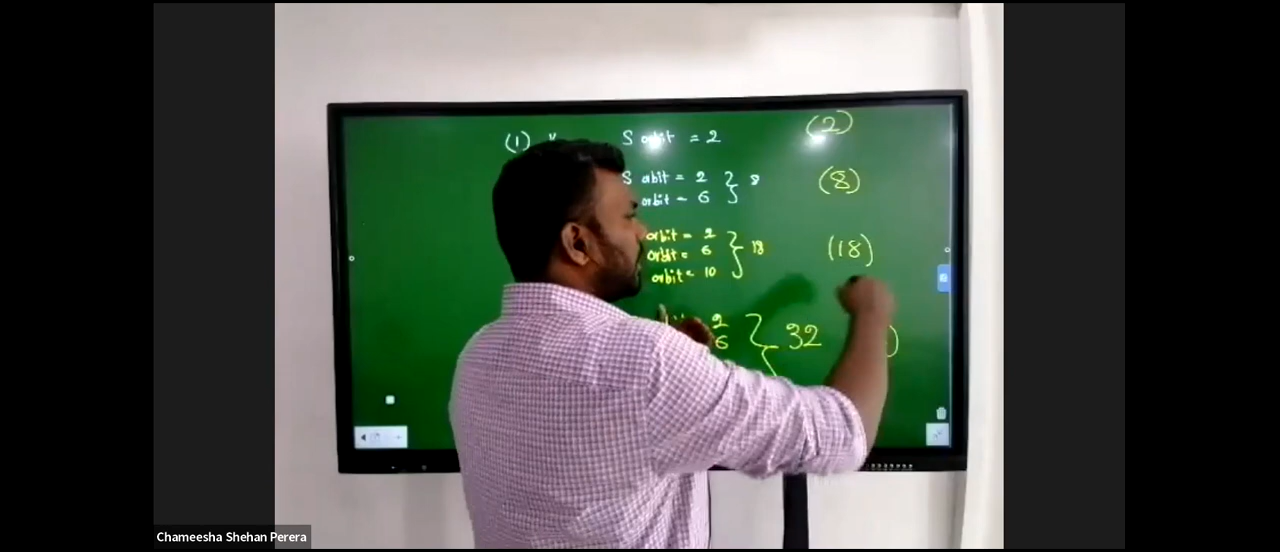 (1) S orbit = 2 (2)
S orbit = 2
orbit = 6 } 8 (8)
orbit = 2
orbit = 6 } 18 (18)
orbit = 10
2
6 } 32 )
Chameesha Shehan Perera